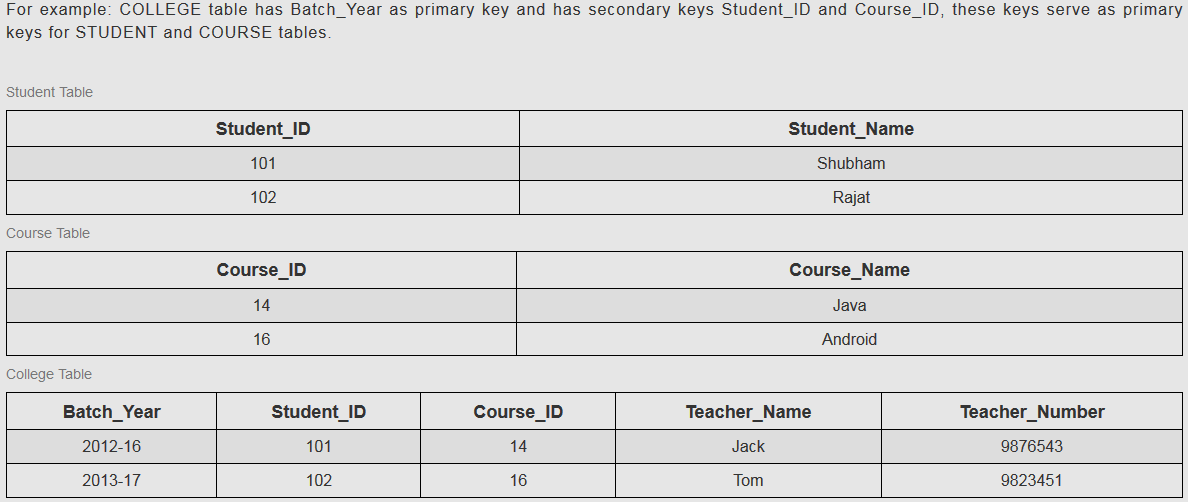 For example: COLLEGE table has Batch_Year as primary key and has secondary keys Student_ID and Course_ID, these keys serve as primary
keys for STUDENT and COURSE tables.
Student Table
Student_ID Student_Name
101 Shubham
102 Rajat
Course Table
Course_ID Course_Name
14 Java
16 Android
College Table
Batch_Year Student_ID Course_ID Teacher_Name Teacher_Number
2012-16 101 14 Jack 9876543
2013-17 102 16 Tom 9823451